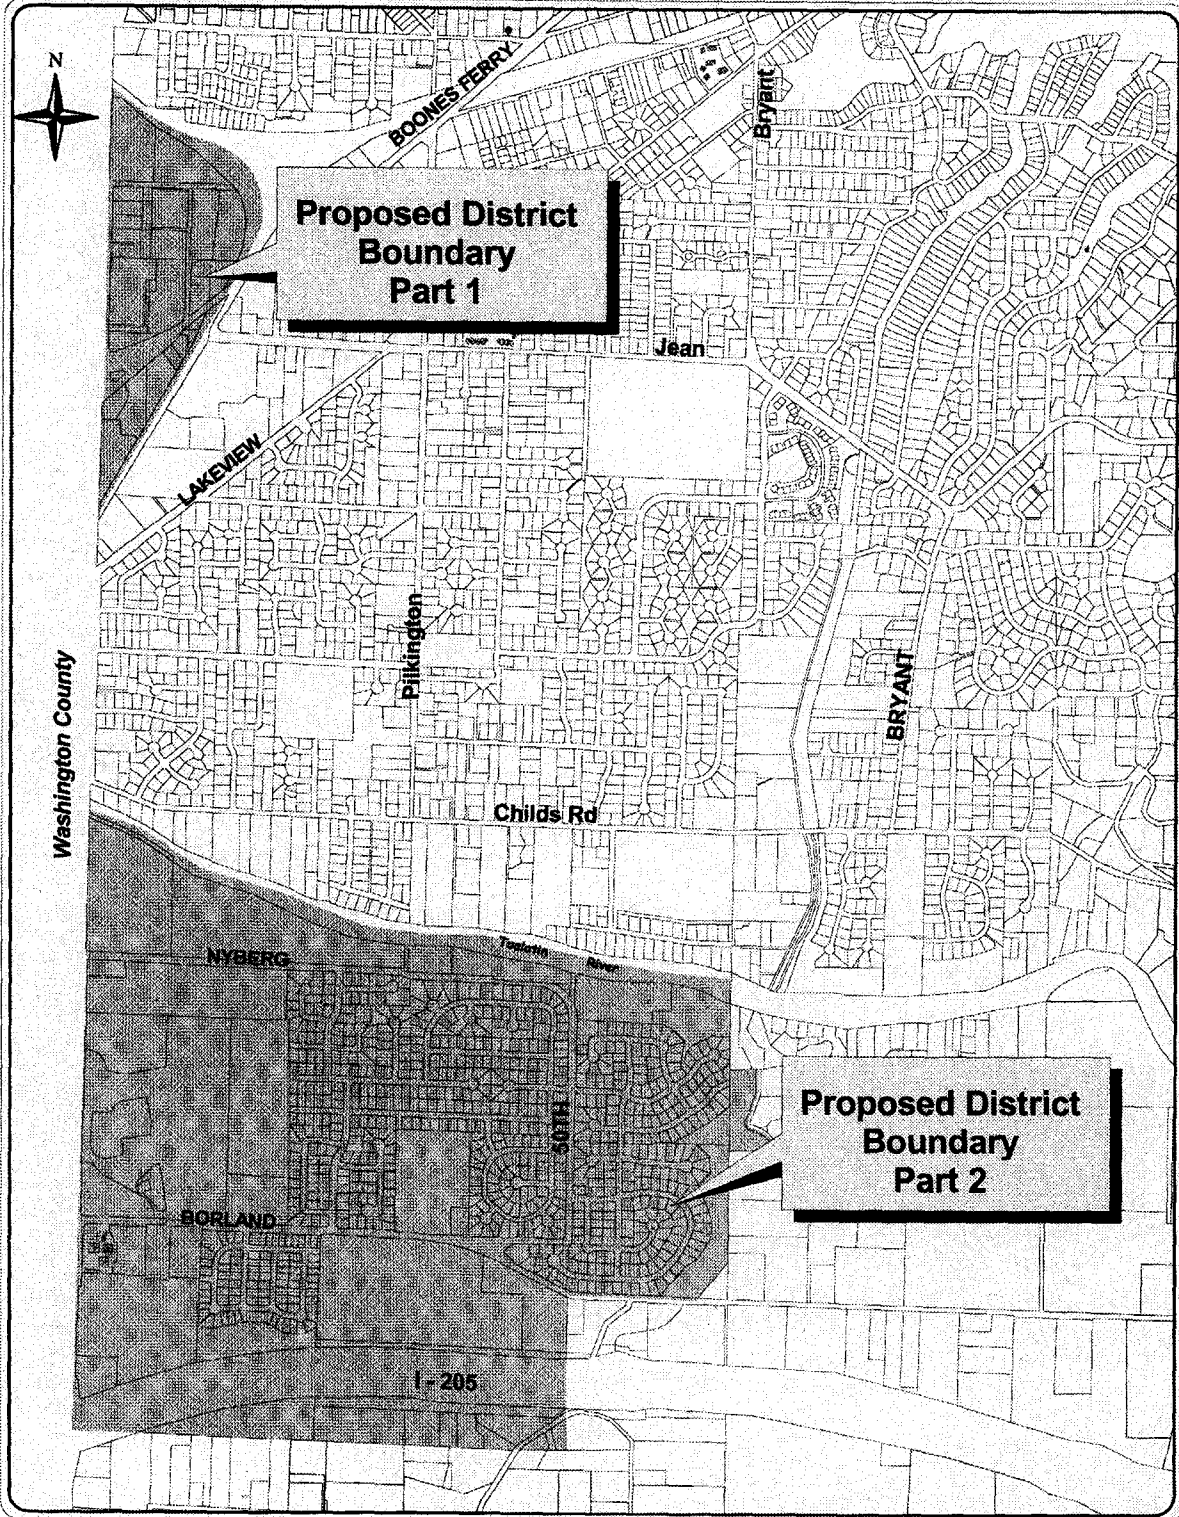 N
BOONES FERRY
Bryant
Proposed District
Boundary
Part 1
Jean
LAKEVIEW
Pilkington
Washington County
BRYANT
Childs Rd
Tualatin
River
NYBERG
50TH
Proposed District
Boundary
Part 2
BORLAND
I - 205